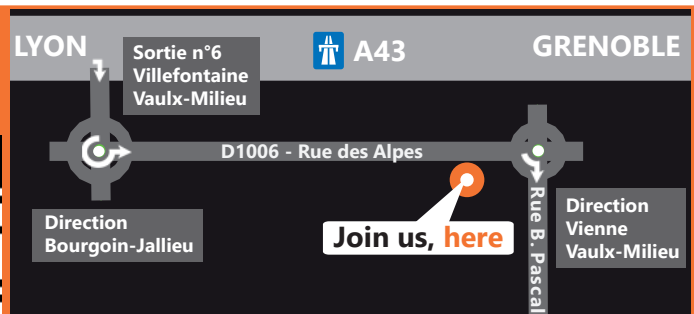 LYON
Sortie n°6
Villefontaine
Vaulx-Milieu
A43
GRENOBLE
D1006 - Rue des Alpes
Direction
Bourgoin-Jallieu
Join us, here
Rue B. Pascal
Direction
Vienne
Vaulx-Milieu